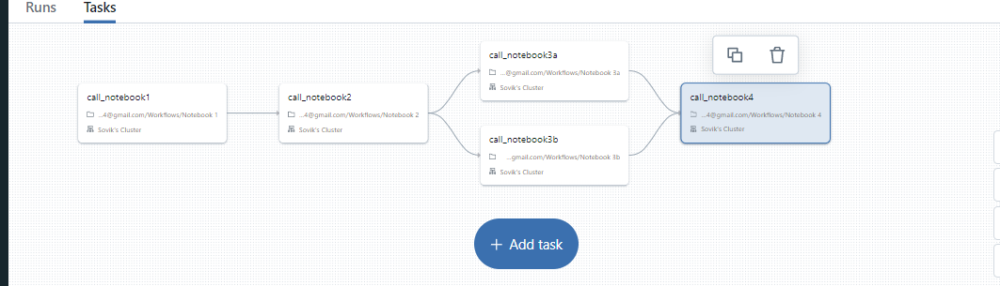 Runs Tasks
call_notebook1
...4@gmail.com/Workflows/Notebook 1
Sovik's Cluster
call_notebook2
...4@gmail.com/Workflows/Notebook 2
Sovik's Cluster
call_notebook3a
...@gmail.com/Workflows/Notebook 3a
Sovik's Cluster
call_notebook3b
...gmail.com/Workflows/Notebook 3b
Sovik's Cluster
call_notebook4
...4@gmail.com/Workflows/Notebook 4
Sovik's Cluster
+ Add task